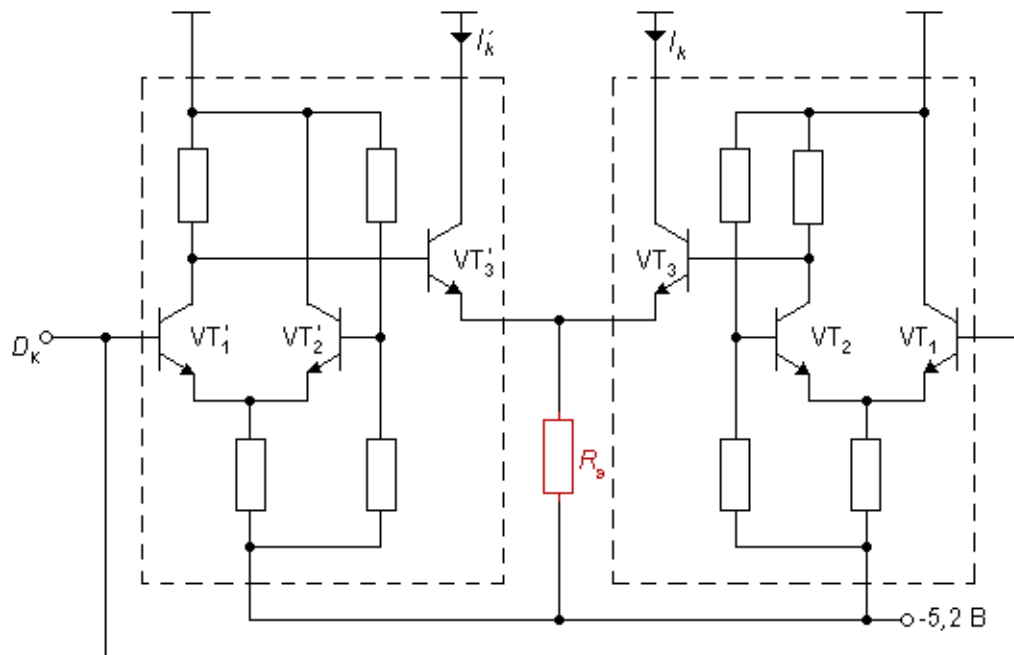 I′k
Ik
VT′3
VT3
Dк
VT′1
VT′2
VT2
VT1
Rэ
-5,2 В